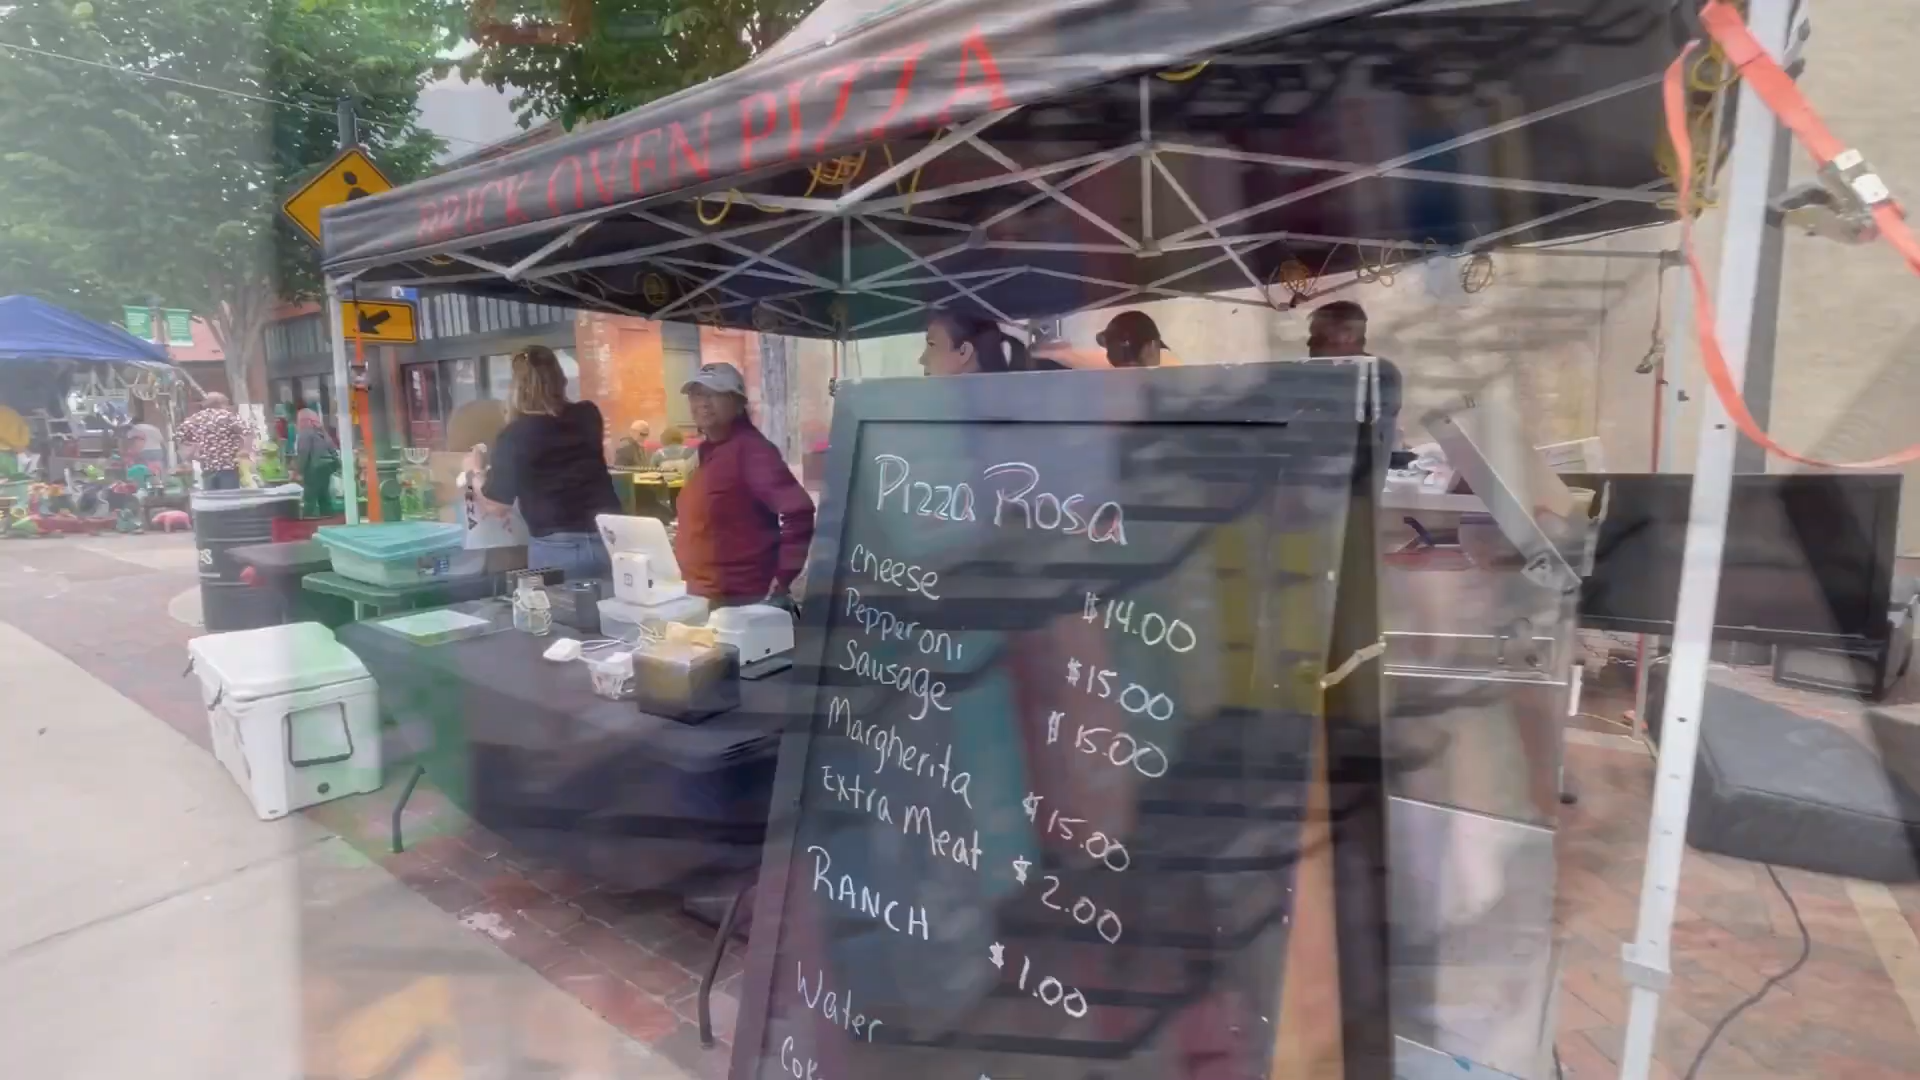 BRICK OVEN PIZZA
Pizza Rosa
cheese $14.00
Pepperoni $15.00
Sausage $15.00
Margherita $15.00
Extra Meat $2.00
RANCH $1.00
Water